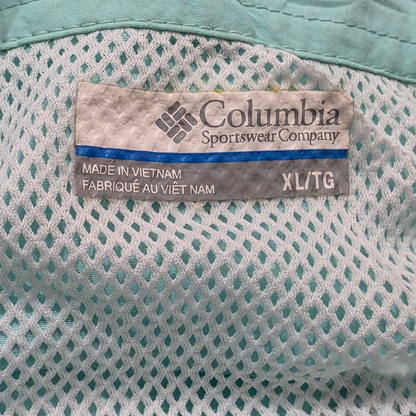 Columbia
Sportswear Company
MADE IN VIETNAM
FABRIQUÉ AU VIÊT NAM
XL/TG